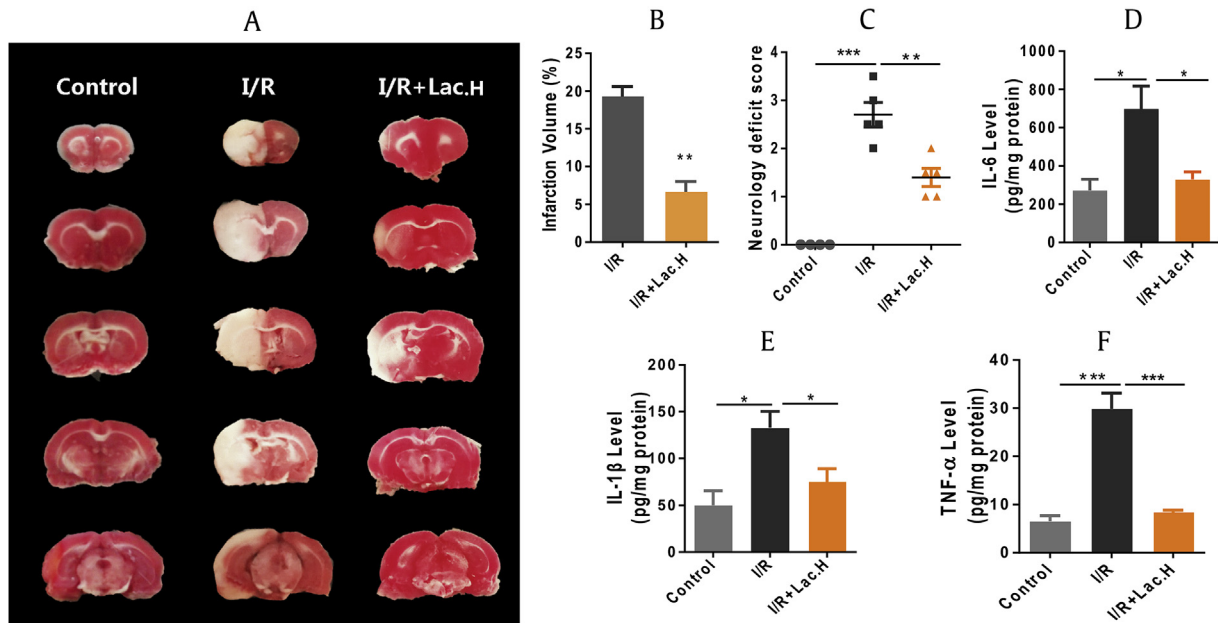 A
Control I/R I/R+Lac.H
B
Infarction Volume (%)
25
20
15
10
5
0
**
I/R
I/R+Lac.H
C
Neurology deficit score
4
3
2
1
0
*** **
Control
I/R
I/R+Lac.H
D
IL-6 Level
(pg/mg protein)
1000
800
600
400
200
0
* *
Control
I/R
I/R+Lac.H
E
IL-1β Level
(pg/mg protein)
200
150
100
50
0
* *
Control
I/R
I/R+Lac.H
F
TNF-α Level
(pg/mg protein)
40
30
20
10
0
*** ***
Control
I/R
I/R+Lac.H